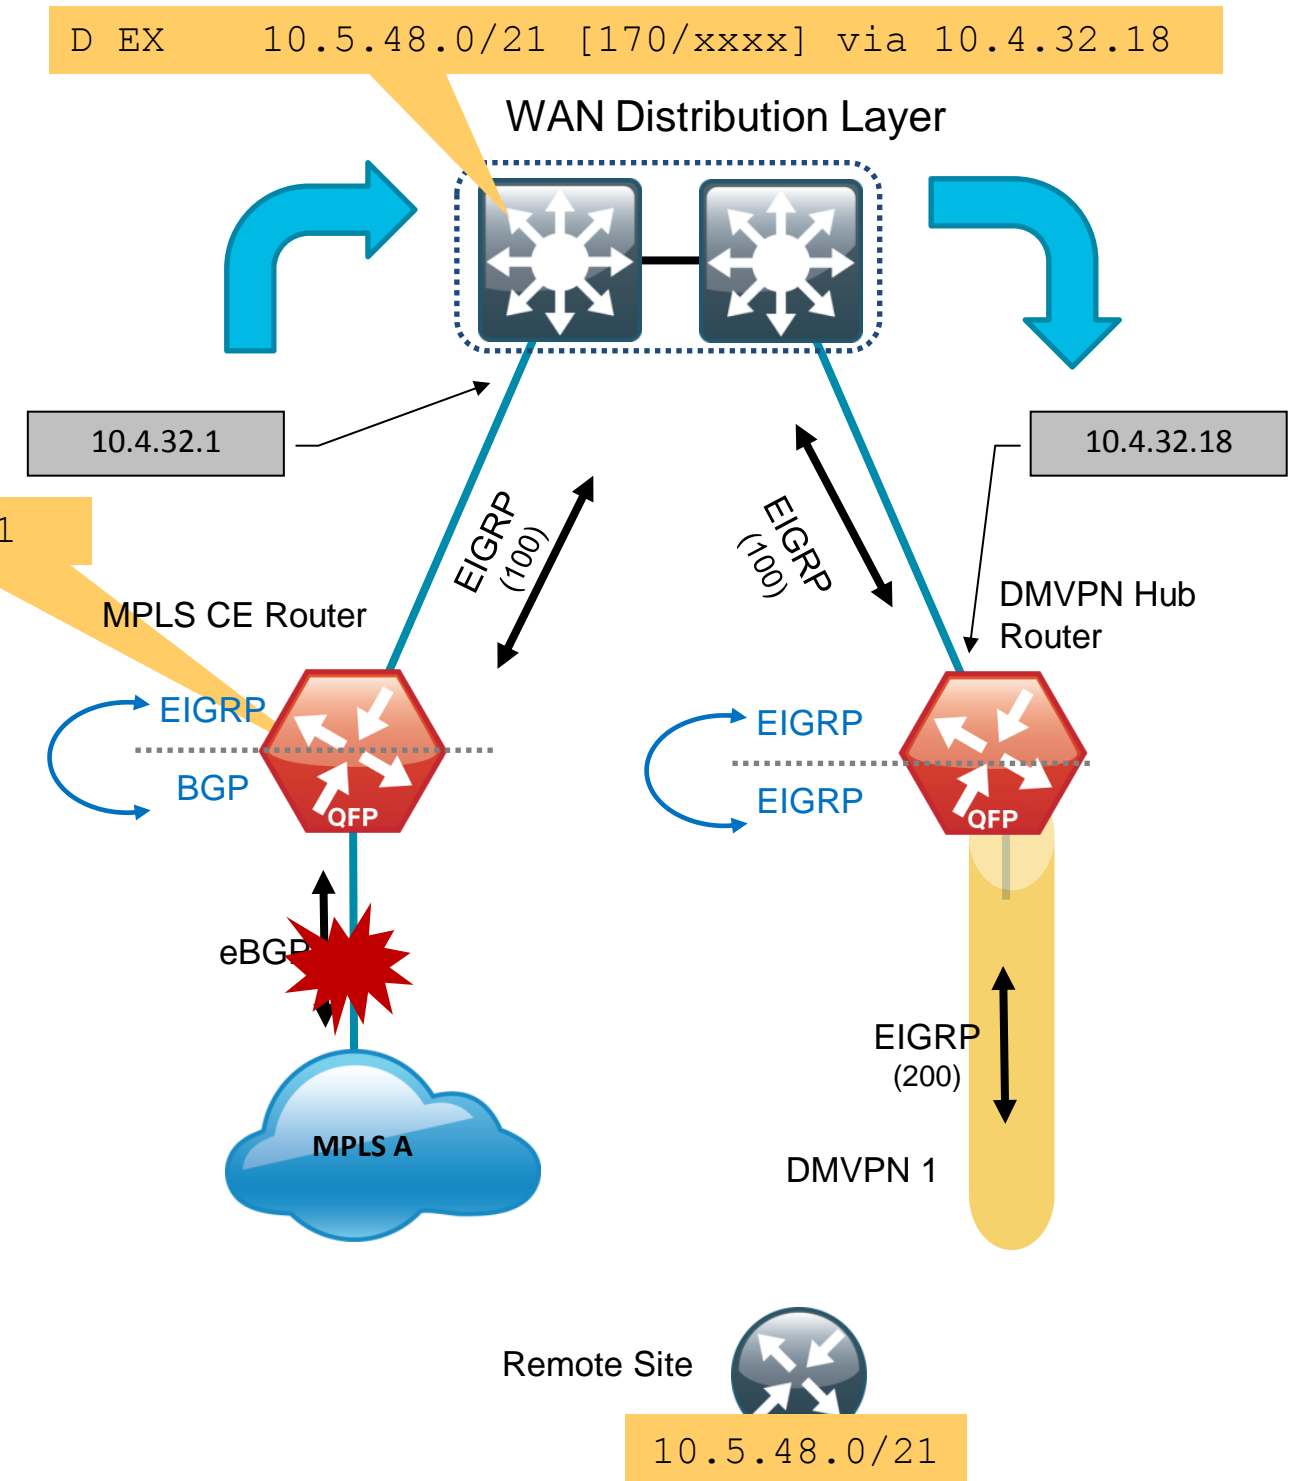 D EX 10.5.48.0/21 [170/xxxx] via 10.4.32.18
WAN Distribution Layer
10.4.32.1
10.4.32.18
1
EIGRP
(100)
EIGRP
(100)
MPLS CE Router
DMVPN Hub
Router
EIGRP
BGP
QFP
EIGRP
EIGRP
QFP
eBGP
EIGRP
(200)
MPLS A
DMVPN 1
Remote Site
10.5.48.0/21